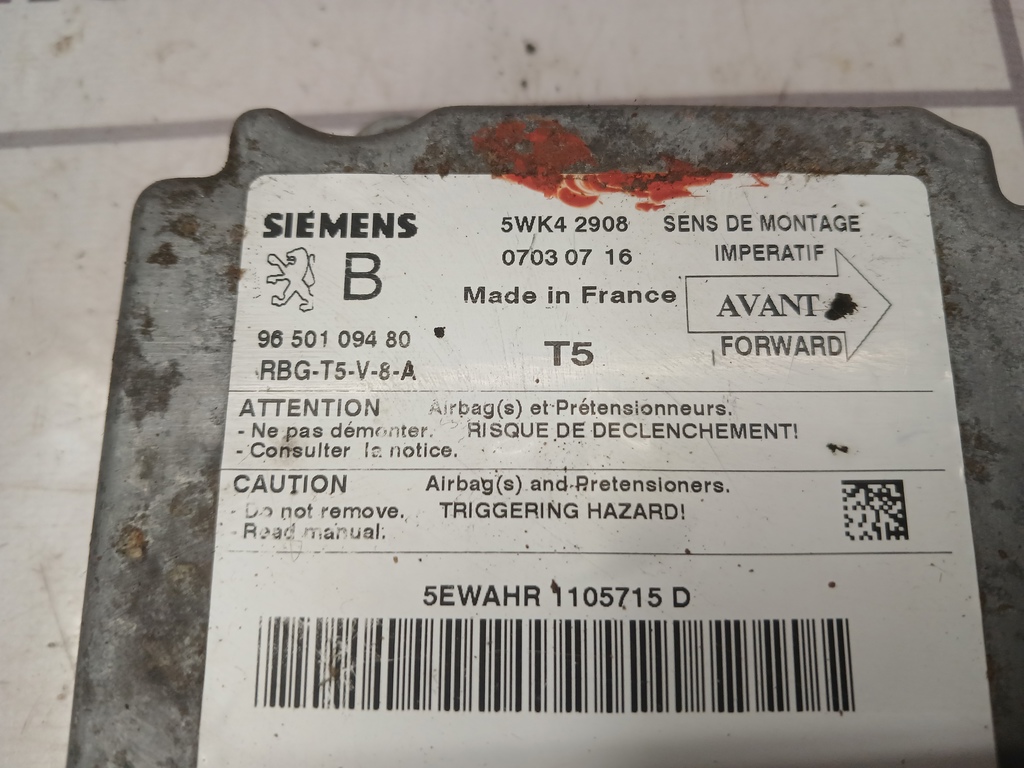 SIEMENS
B
96 501 094 80
RBG-T5-V-8-A
5WK4 2908
0703 07 16
Made in France
T5
SENS DE MONTAGE
IMPERATIF
AVANT
FORWARD
ATTENTION Airbag(s) et Prétensionneurs.
- Ne pas démonter. RISQUE DE DECLENCHEMENT!
- Consulter la notice.
CAUTION Airbag(s) and Pretensioners.
- Do not remove. TRIGGERING HAZARD!
- Read manual.
5EWAHR 1105715 D